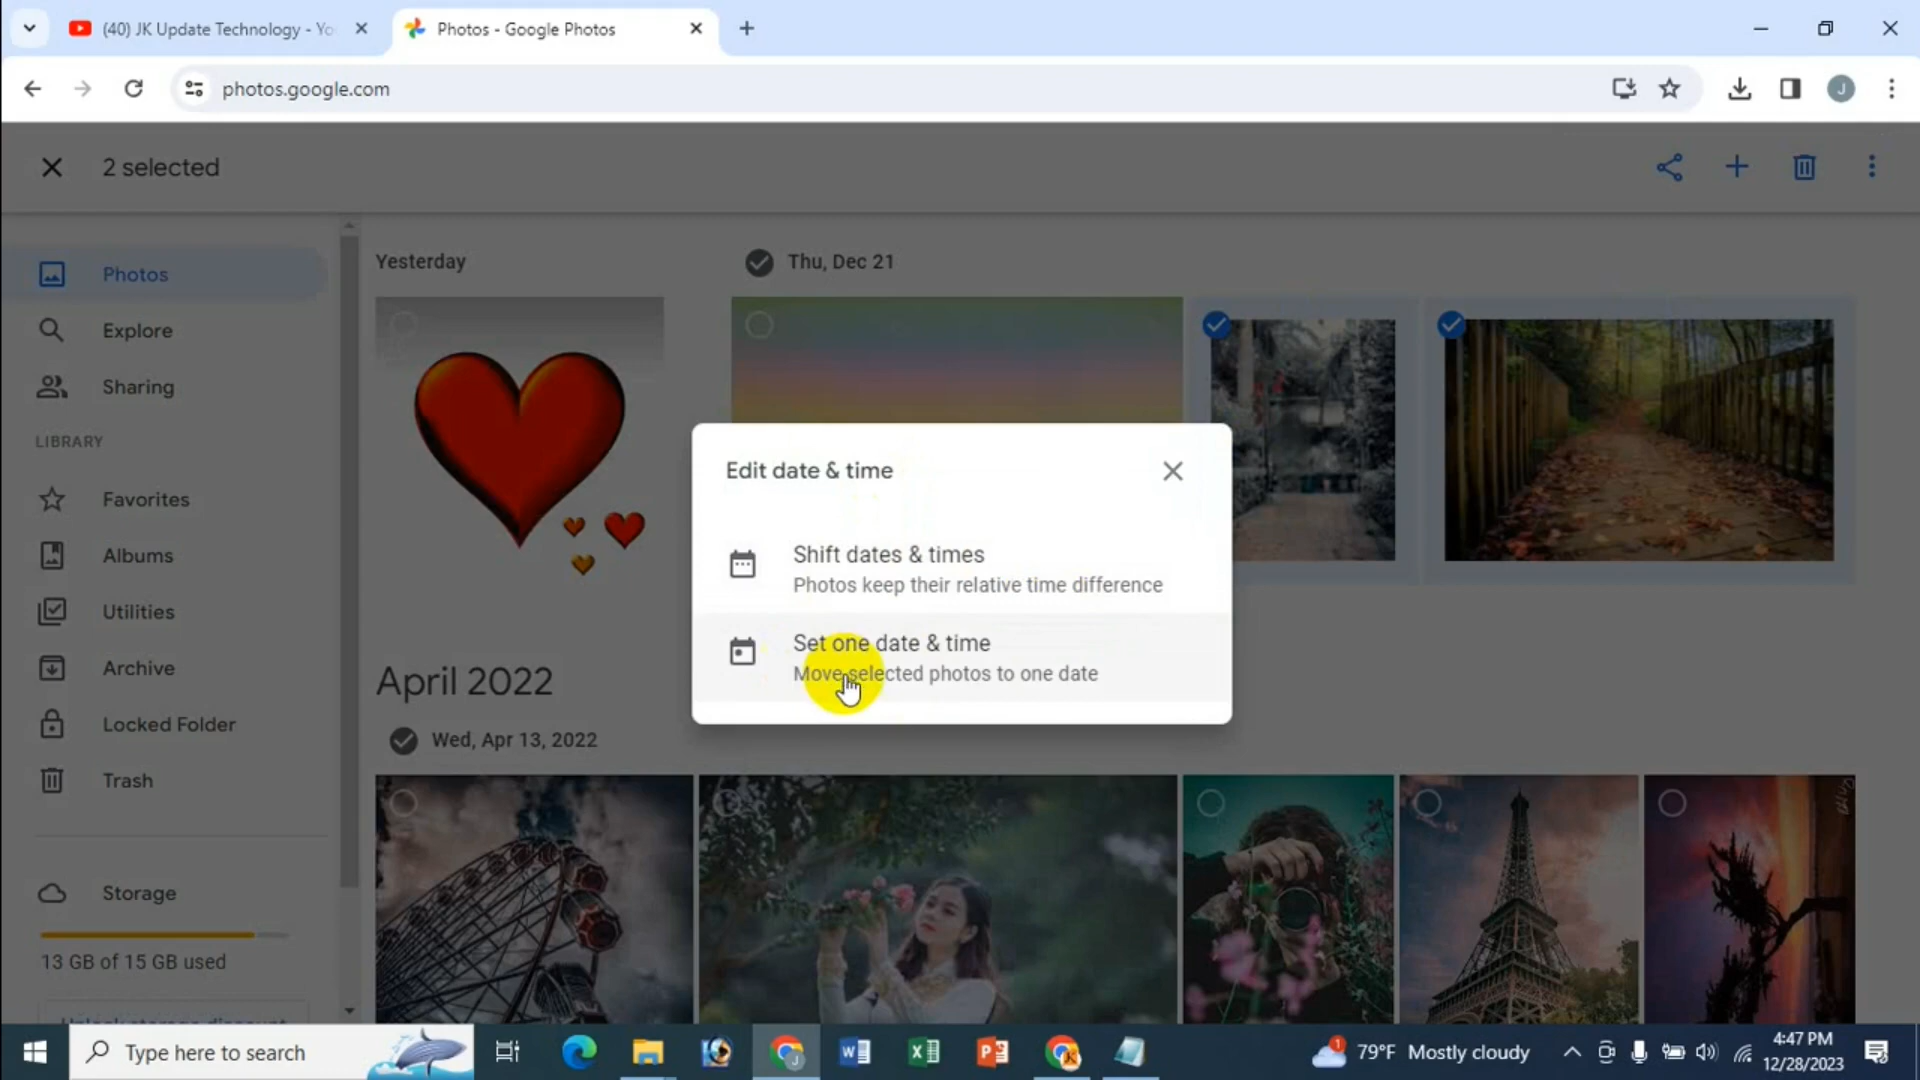 (40) JK Update Technology - Yo
Photos - Google Photos
photos.google.com
J
2 selected
Photos
Explore
Sharing
LIBRARY
Favorites
Albums
Utilities
Archive
Locked Folder
Trash
Storage
13 GB of 15 GB used
Unlock storage discount
Yesterday
Thu, Dec 21
Edit date & time
Shift dates & times
Photos keep their relative time difference
Set one date & time
Move selected photos to one date
April 2022
Wed, Apr 13, 2022
Type here to search
1
79°F Mostly cloudy
4:47 PM
12/28/2023